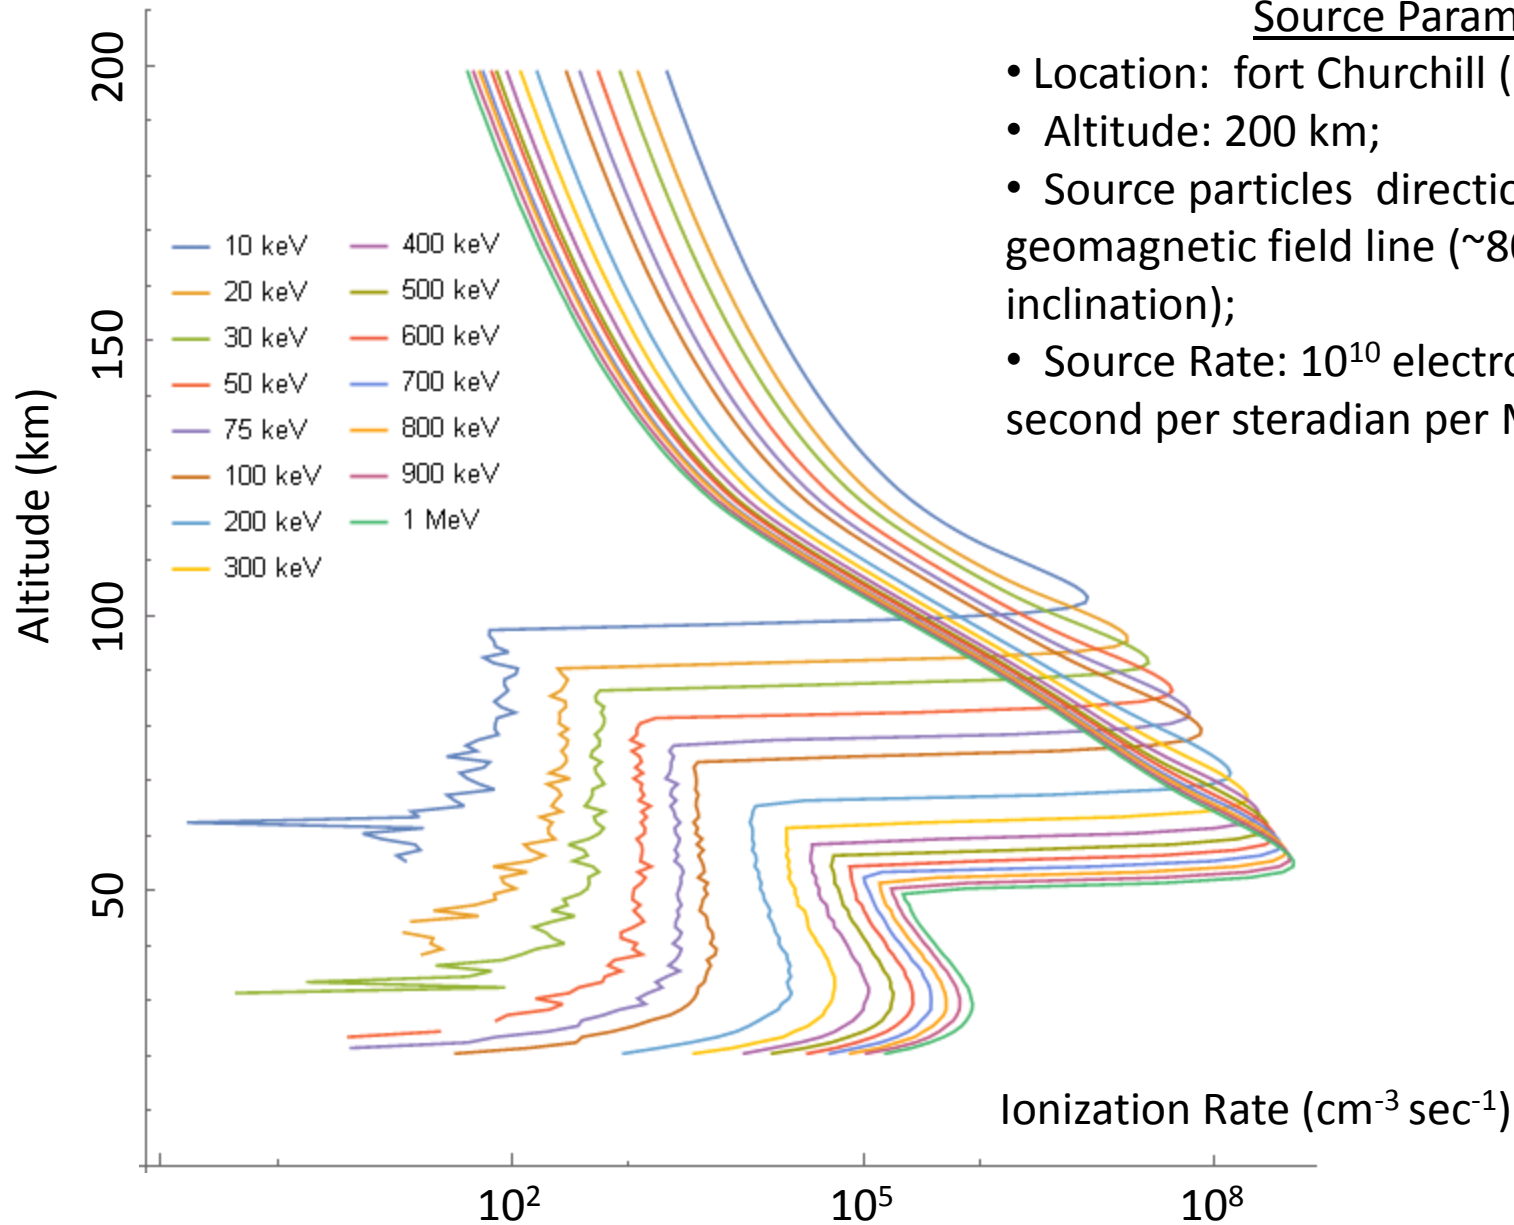 Source Param
• Location: fort Churchill (
• Altitude: 200 km;
• Source particles directio
geomagnetic field line (~80
inclination);
• Source Rate: 10¹⁰ electro
second per steradian per M
Altitude (km)
200
150
100
50
10 keV
20 keV
30 keV
50 keV
75 keV
100 keV
200 keV
300 keV
400 keV
500 keV
600 keV
700 keV
800 keV
900 keV
1 MeV
Ionization Rate (cm⁻³ sec⁻¹)
10² 10⁵ 10⁸